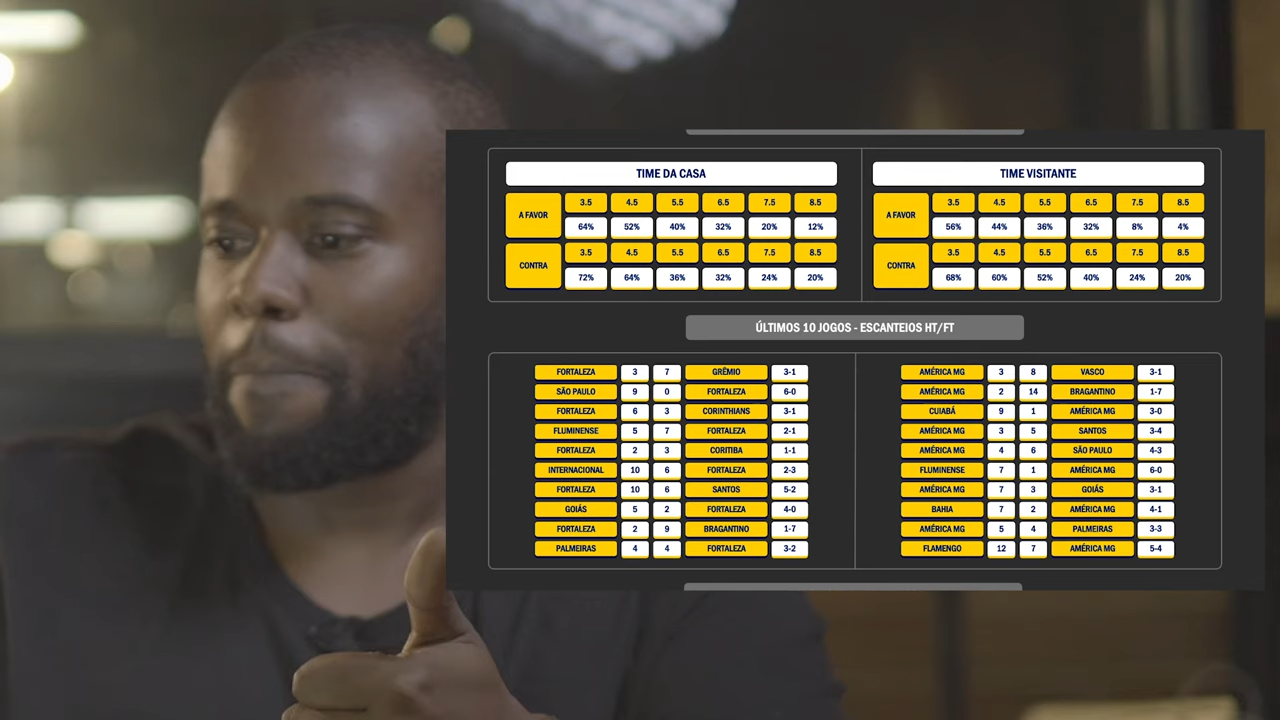 TIME DA CASA
A FAVOR 3.5 4.5 5.5 6.5 7.5 8.5
64% 52% 40% 32% 20% 12%
CONTRA 3.5 4.5 5.5 6.5 7.5 8.5
72% 64% 36% 32% 24% 20%
TIME VISITANTE
A FAVOR 3.5 4.5 5.5 6.5 7.5 8.5
56% 44% 36% 32% 8% 4%
CONTRA 3.5 4.5 5.5 6.5 7.5 8.5
68% 60% 52% 40% 24% 20%
ÚLTIMOS 10 JOGOS - ESCANTEIOS HT/FT
FORTALEZA 3 7 GRÊMIO 3-1
SÃO PAULO 9 0 FORTALEZA 6-0
FORTALEZA 6 3 CORINTHIANS 3-1
FLUMINENSE 5 7 FORTALEZA 2-1
FORTALEZA 2 3 CORITIBA 1-1
INTERNACIONAL 10 6 FORTALEZA 2-3
FORTALEZA 10 6 SANTOS 5-2
GOIÁS 5 2 FORTALEZA 4-0
FORTALEZA 2 9 BRAGANTINO 1-7
PALMEIRAS 4 4 FORTALEZA 3-2
AMÉRICA MG 3 8 VASCO 3-1
AMÉRICA MG 2 14 BRAGANTINO 1-7
CUIABÁ 9 1 AMÉRICA MG 3-0
AMÉRICA MG 3 5 SANTOS 3-4
AMÉRICA MG 4 6 SÃO PAULO 4-3
FLUMINENSE 7 1 AMÉRICA MG 6-0
AMÉRICA MG 7 3 GOIÁS 3-1
BAHIA 7 2 AMÉRICA MG 4-1
AMÉRICA MG 5 4 PALMEIRAS 3-3
FLAMENGO 12 7 AMÉRICA MG 5-4